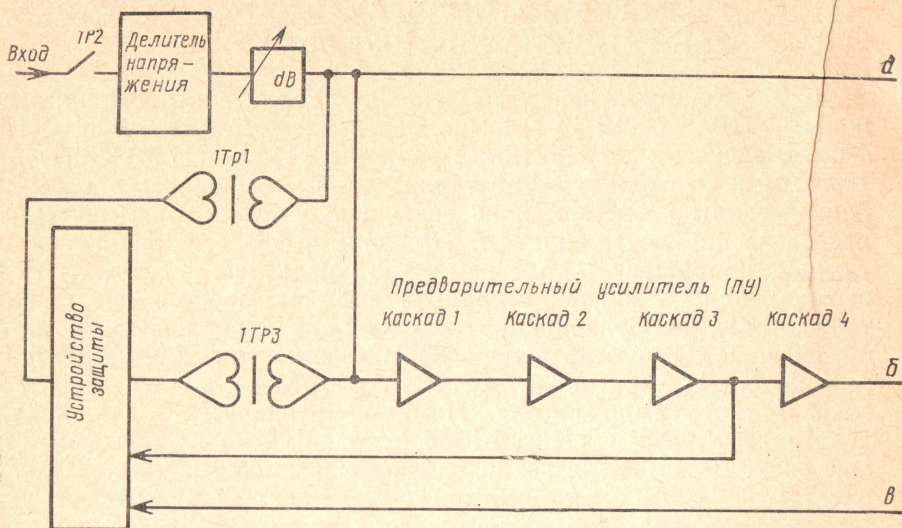 Вход
1Р2
Делитель
напря-
жения
dB
а
1Тр1
Предварительный усилитель (ПУ)
Каскад 1
Каскад 2
Каскад 3
Каскад 4
1ТР3
Устройство
защиты
б
в